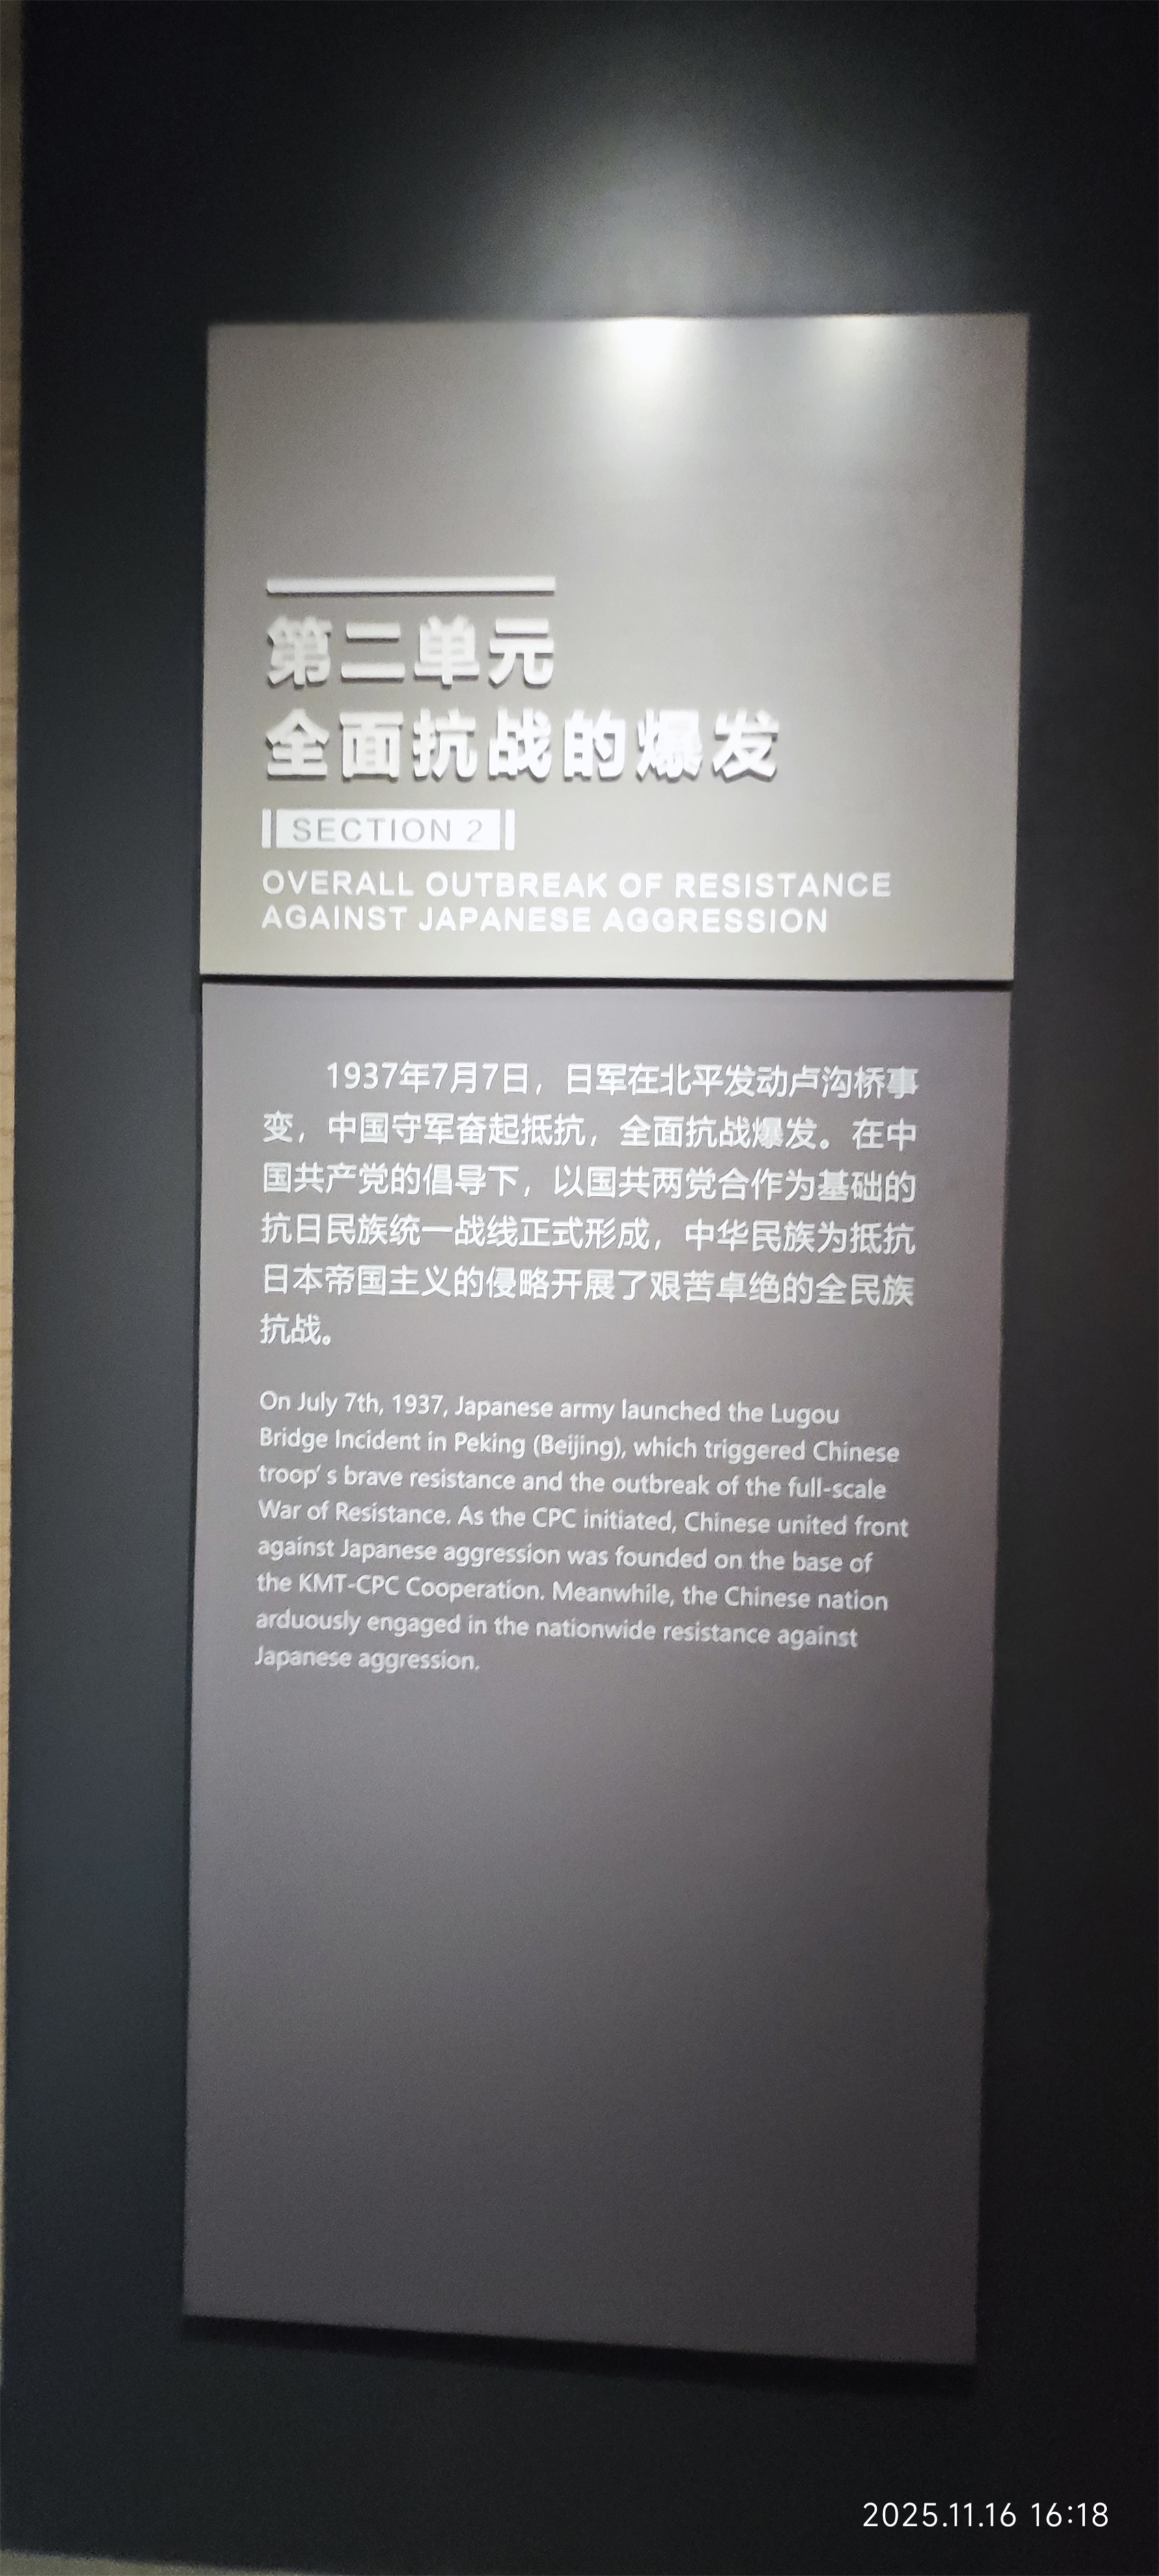 第二单元
全面抗战的爆发
SECTION 2
OVERALL OUTBREAK OF RESISTANCE
AGAINST JAPANESE AGGRESSION
1937年7月7日，日军在北平发动卢沟桥事
变，中国守军奋起抵抗，全面抗战爆发。在中
国共产党的倡导下，以国共两党合作为基础的
抗日民族统一战线正式形成，中华民族为抵抗
日本帝国主义的侵略开展了艰苦卓绝的全民族
抗战。
On July 7th, 1937, Japanese army launched the Lugou
Bridge Incident in Peking (Beijing), which triggered Chinese
troop' s brave resistance and the outbreak of the full-scale
War of Resistance. As the CPC initiated, Chinese united front
against Japanese aggression was founded on the base of
the KMT-CPC Cooperation. Meanwhile, the Chinese nation
arduously engaged in the nationwide resistance against
Japanese aggression.
2025.11.16 16:18